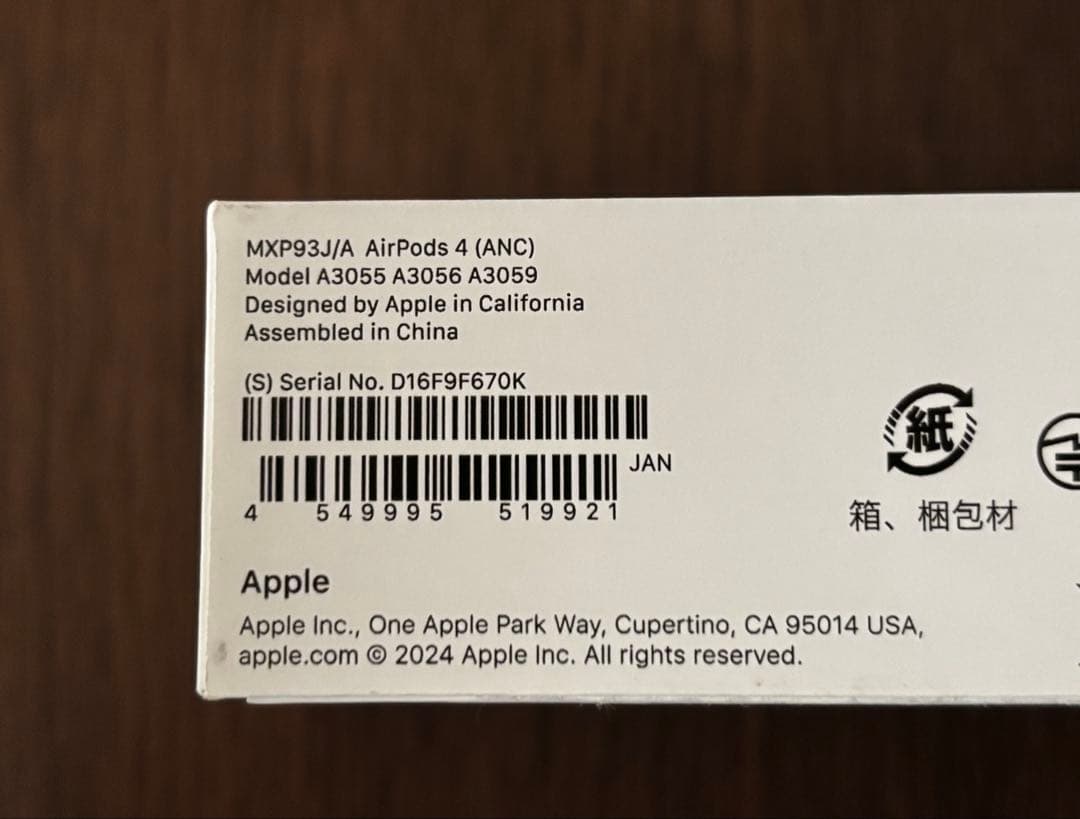 MXP93J/A AirPods 4 (ANC)
Model A3055 A3056 A3059
Designed by Apple in California
Assembled in China
(S) Serial No. D16F9F670K
JAN
4 549995 519921
紙
箱、梱包材
Apple
Apple Inc., One Apple Park Way, Cupertino, CA 95014 USA,
apple.com © 2024 Apple Inc. All rights reserved.